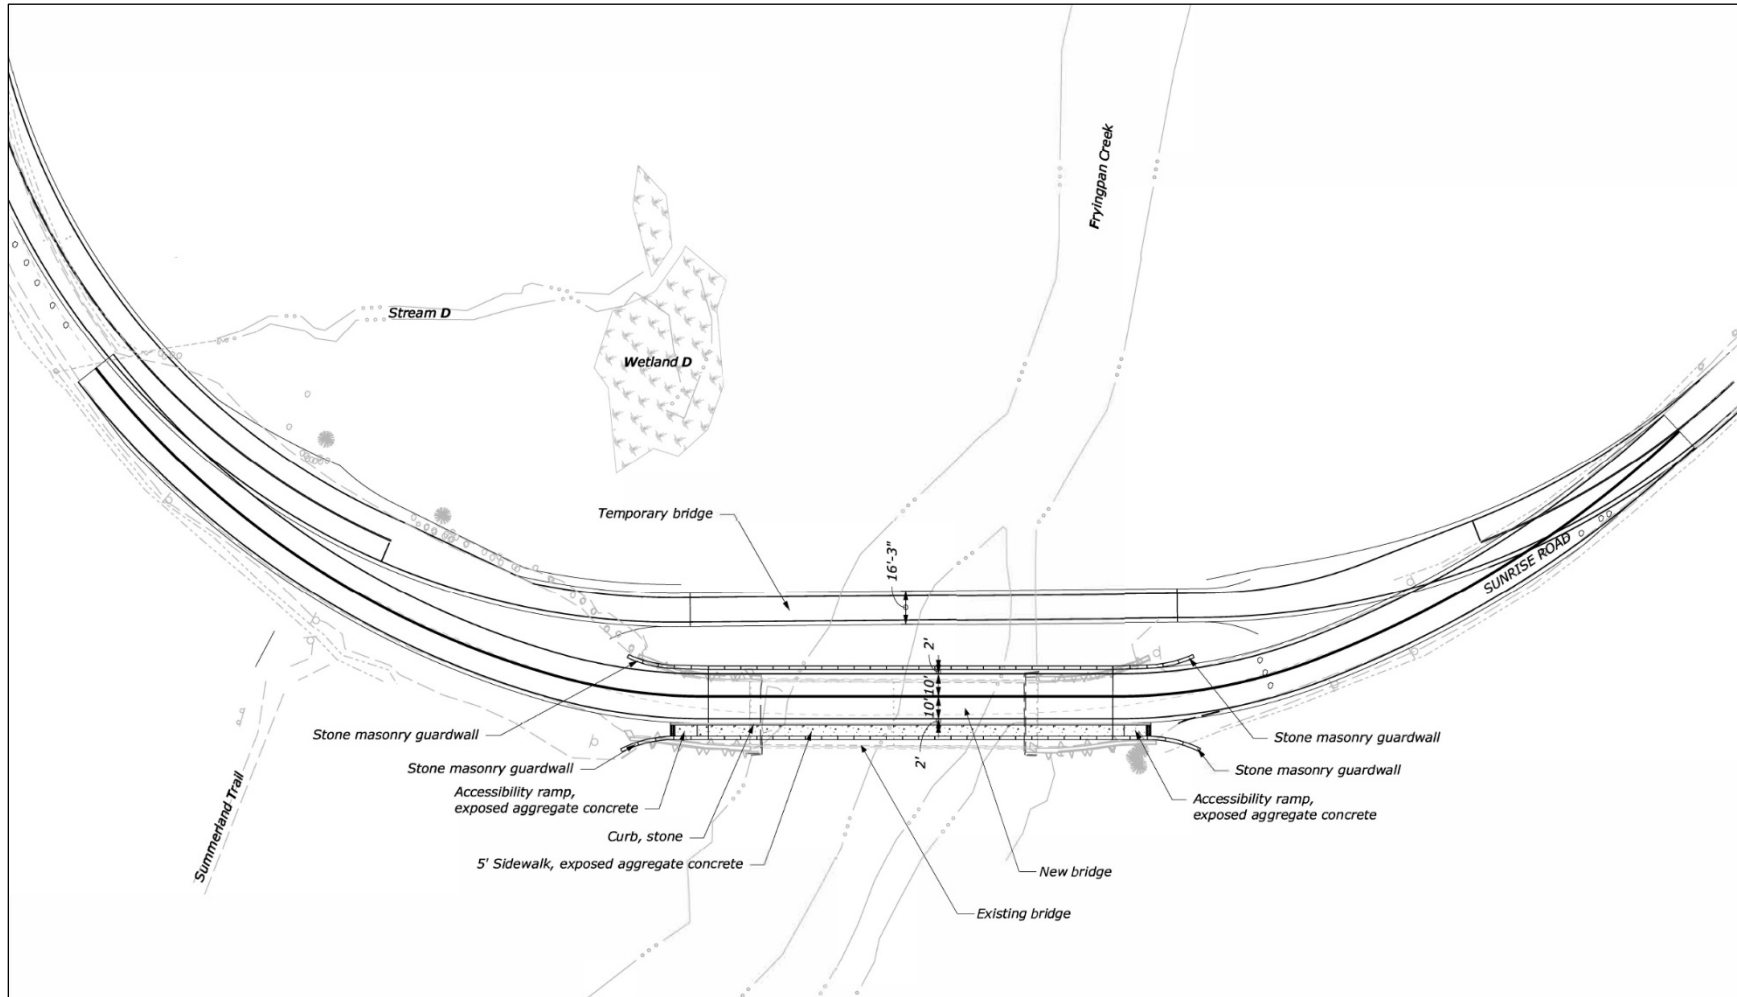 Fryingpan Creek
Stream D
Wetland D
Temporary bridge
16'-3"
SUNRISE ROAD
2'
10'
10'
2'
Stone masonry guardwall
Stone masonry guardwall
Stone masonry guardwall
Stone masonry guardwall
Accessibility ramp,
exposed aggregate concrete
Accessibility ramp,
exposed aggregate concrete
Curb, stone
5' Sidewalk, exposed aggregate concrete
New bridge
Existing bridge
Summerland Trail